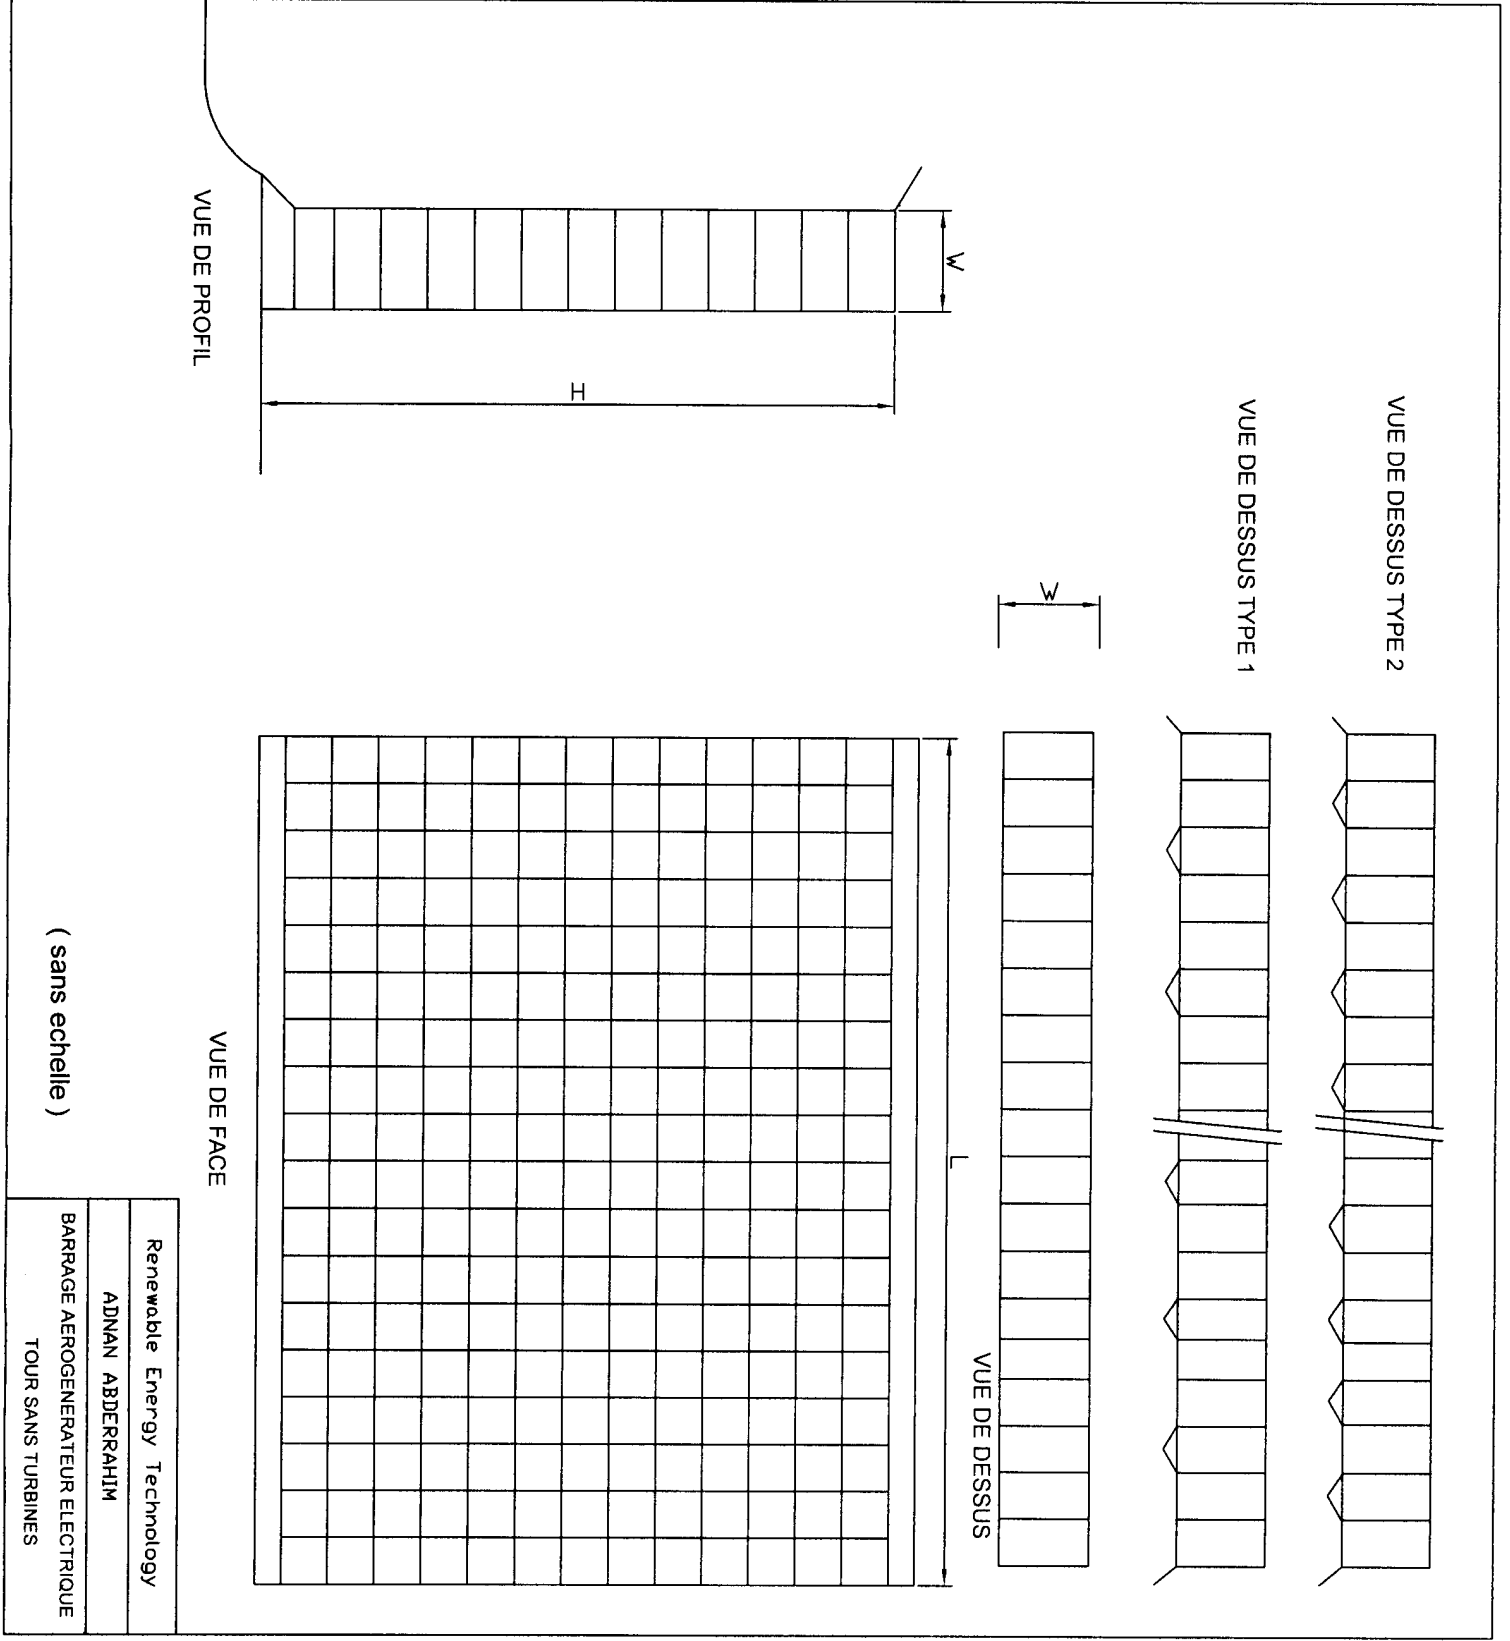 VUE DE DESSUS TYPE 2
VUE DE DESSUS TYPE 1
W
VUE DE DESSUS
L
W
H
VUE DE PROFIL
VUE DE FACE
( sans echelle )
Renewable Energy Technology
ADNAN ABDERRAHIM
BARRAGE AEROGENERATEUR ELECTRIQUE
TOUR SANS TURBINES